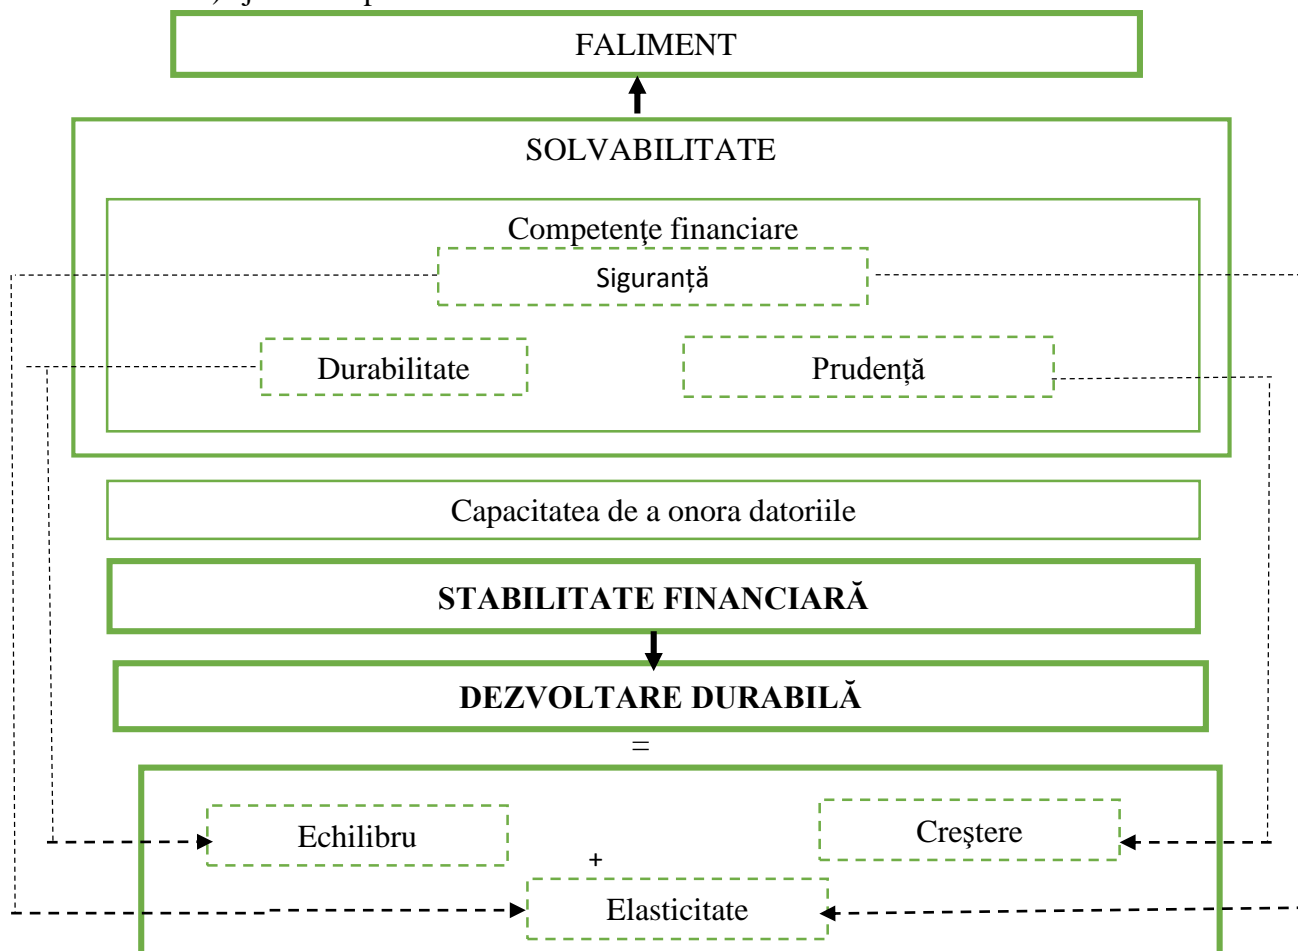 FALIMENT
SOLVABILITATE
Competenţe financiare
Siguranță
Durabilitate
Prudență
Capacitatea de a onora datoriile
STABILITATE FINANCIARĂ
DEZVOLTARE DURABILĂ
=
Echilibru
Creştere
+
Elasticitate